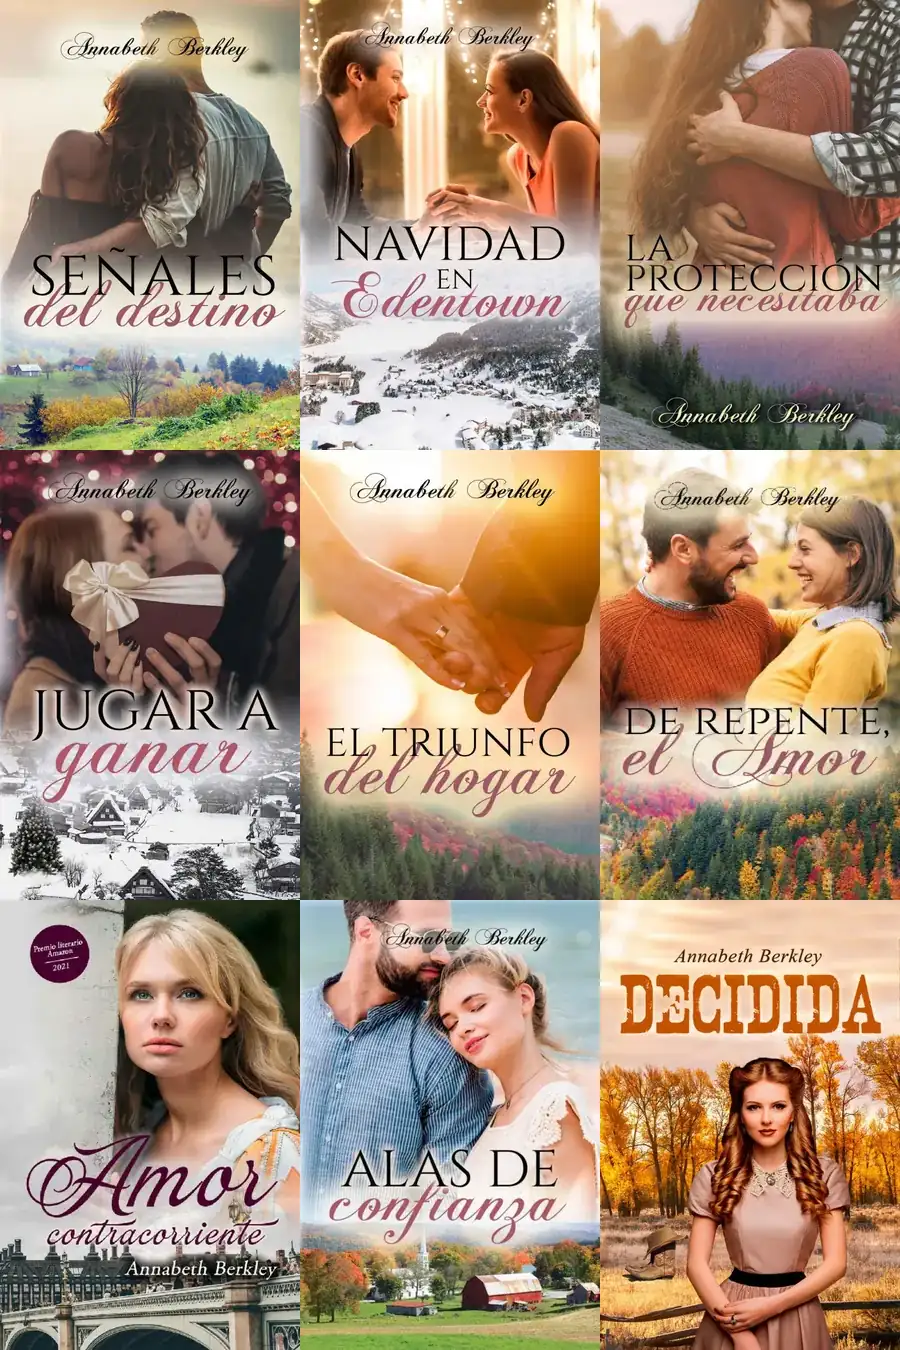 Annabeth Berkley
SEÑALES
del destino
Annabeth Berkley
NAVIDAD
EN
Edentown
LA
PROTECCIÓN
que necesitaba
Annabeth Berkley
Annabeth Berkley
JUGAR A
ganar
Annabeth Berkley
EL TRIUNFO
del hogar
Annabeth Berkley
DE REPENTE,
el Amor
Premio literario
Amazon
2021
Amor
contracorriente
Annabeth Berkley
Annabeth Berkley
ALAS DE
confianza
Annabeth Berkley
DECIDIDA